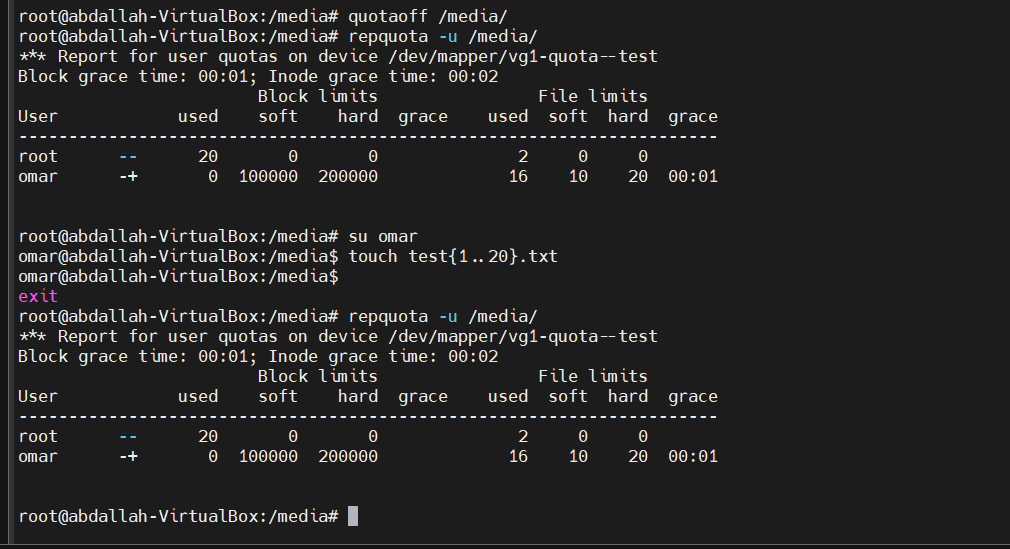 root@abdallah-VirtualBox:/media# quotaoff /media/
root@abdallah-VirtualBox:/media# repquota -u /media/
*** Report for user quotas on device /dev/mapper/vg1-quota--test
Block grace time: 00:01; Inode grace time: 00:02
                        Block limits                File limits
User            used    soft    hard  grace    used  soft  hard  grace
----------------------------------------------------------------------
root      --      20       0       0              2     0     0
omar      -+       0  100000  200000             16    10    20  00:01
root@abdallah-VirtualBox:/media# su omar
omar@abdallah-VirtualBox:/media$ touch test{1..20}.txt
omar@abdallah-VirtualBox:/media$
exit
root@abdallah-VirtualBox:/media# repquota -u /media/
*** Report for user quotas on device /dev/mapper/vg1-quota--test
Block grace time: 00:01; Inode grace time: 00:02
                        Block limits                File limits
User            used    soft    hard  grace    used  soft  hard  grace
----------------------------------------------------------------------
root      --      20       0       0              2     0     0
omar      -+       0  100000  200000             16    10    20  00:01
root@abdallah-VirtualBox:/media#